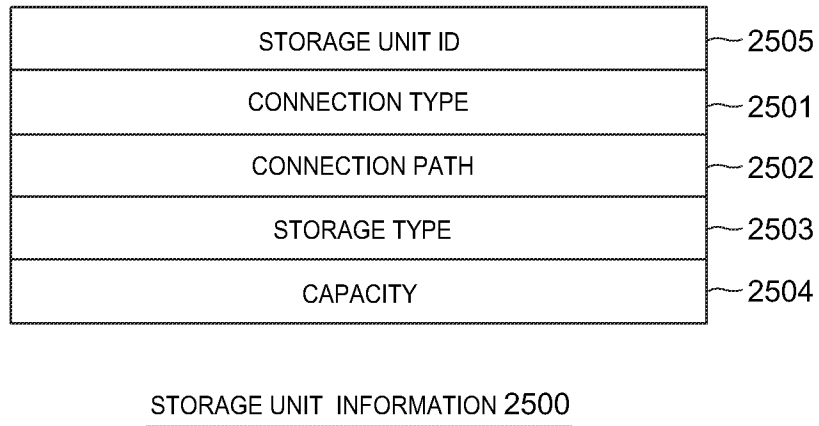 STORAGE UNIT ID 2505
CONNECTION TYPE 2501
CONNECTION PATH 2502
STORAGE TYPE 2503
CAPACITY 2504
STORAGE UNIT INFORMATION 2500